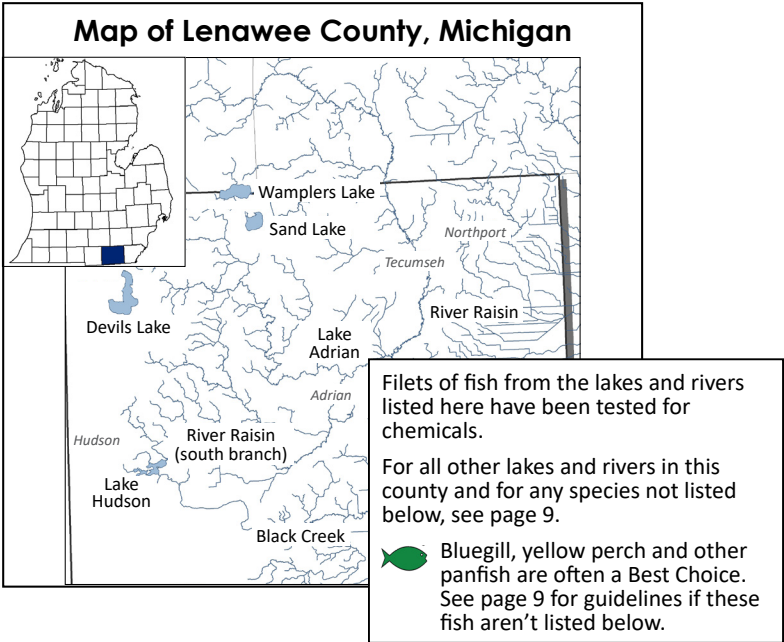 Map of Lenawee County, Michigan
Wamplers Lake
Sand Lake
Northport
Tecumseh
Devils Lake
River Raisin
Lake
Adrian
Adrian
Hudson
River Raisin
(south branch)
Lake
Hudson
Black Creek
Filets of fish from the lakes and rivers
listed here have been tested for
chemicals.
For all other lakes and rivers in this
county and for any species not listed
below, see page 9.
Bluegill, yellow perch and other
panfish are often a Best Choice.
See page 9 for guidelines if these
fish aren't listed below.